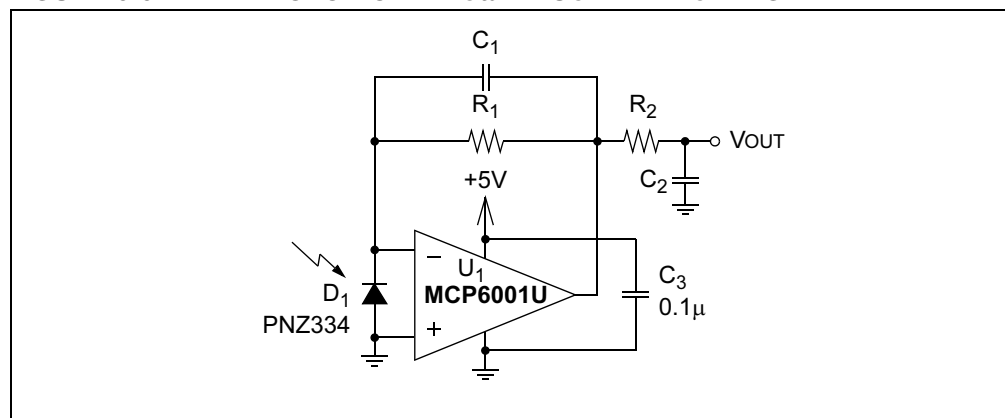 C1
R1
R2
VOUT
+5V
C2
−
U1
C3
D1
MCP6001U
0.1μ
PNZ334
+